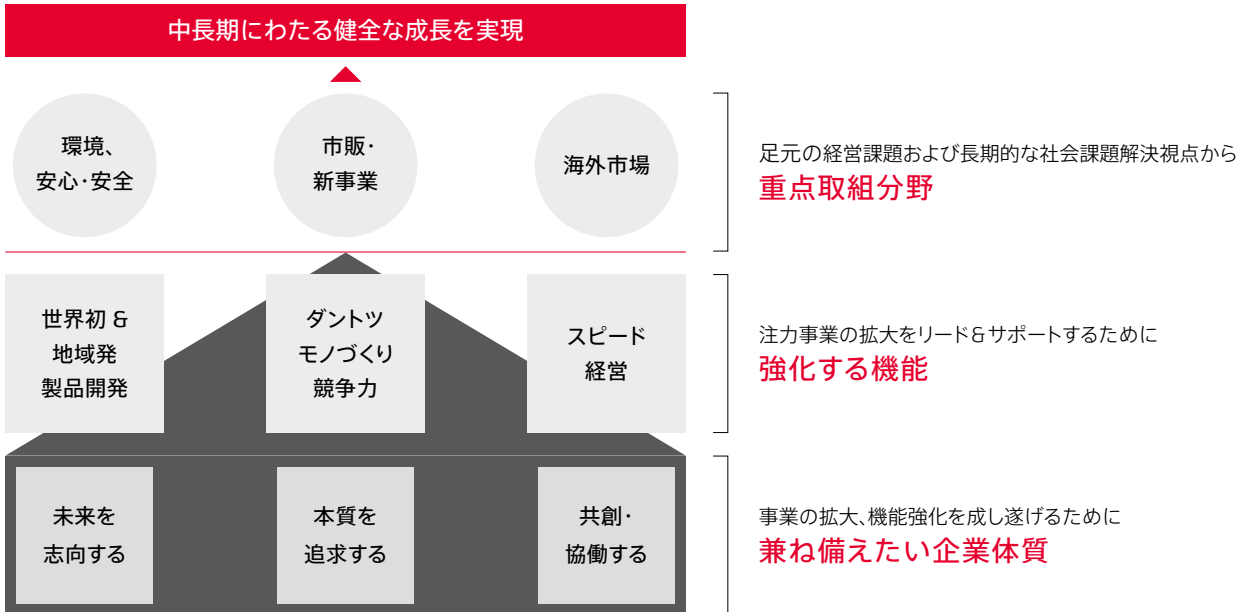 中長期にわたる健全な成長を実現
環境、
安心・安全
市販・
新事業
海外市場
足元の経営課題および長期的な社会課題解決視点から
重点取組分野
世界初 &
地域発
製品開発
ダントツ
モノづくり
競争力
スピード
経営
注力事業の拡大をリード&サポートするために
強化する機能
未来を
志向する
本質を
追求する
共創・
協働する
事業の拡大、機能強化を成し遂げるために
兼ね備えたい企業体質